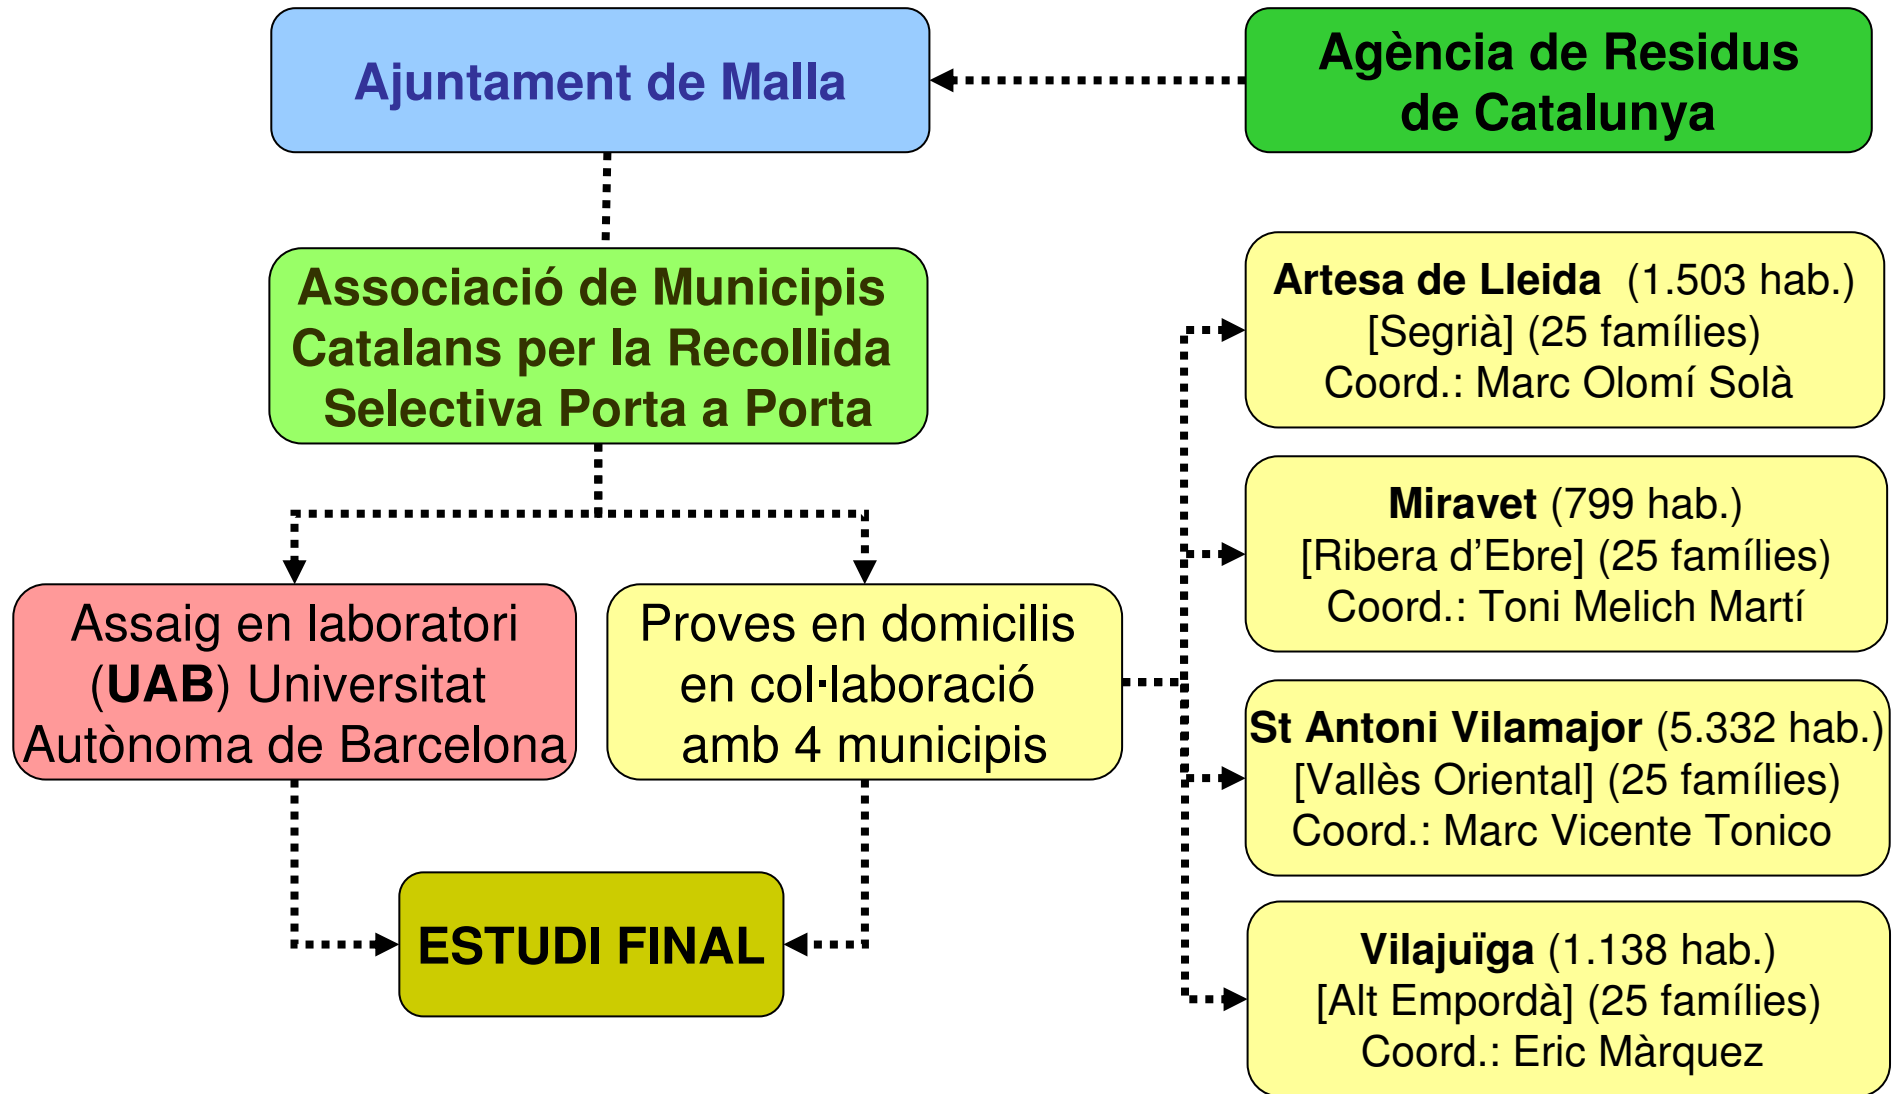 Ajuntament de Malla
Agència de Residus
de Catalunya
Associació de Municipis
Catalans per la Recollida
Selectiva Porta a Porta
Assaig en laboratori
(UAB) Universitat
Autònoma de Barcelona
Proves en domicilis
en col·laboració
amb 4 municipis
ESTUDI FINAL
Artesa de Lleida (1.503 hab.)
[Segrià] (25 famílies)
Coord.: Marc Olomí Solà
Miravet (799 hab.)
[Ribera d’Ebre] (25 famílies)
Coord.: Toni Melich Martí
St Antoni Vilamajor (5.332 hab.)
[Vallès Oriental] (25 famílies)
Coord.: Marc Vicente Tonico
Vilajuïga (1.138 hab.)
[Alt Empordà] (25 famílies)
Coord.: Eric Màrquez